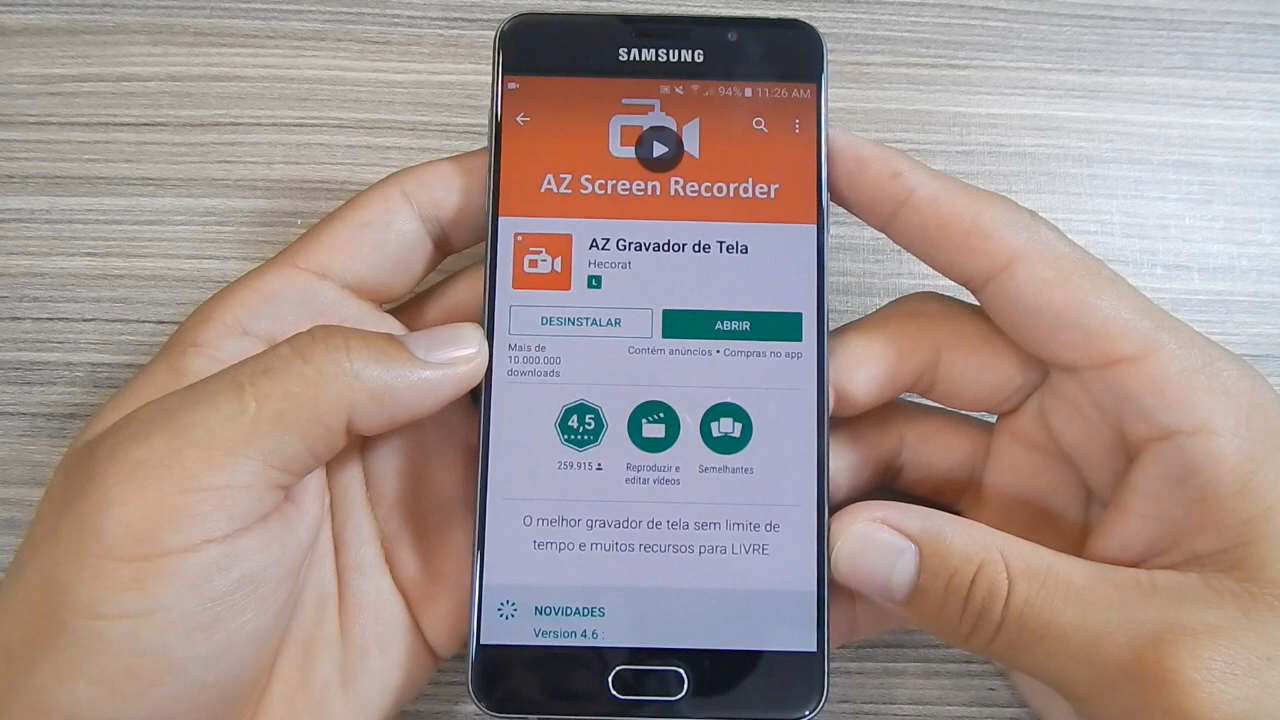 SAMSUNG
94% 11:26 AM
AZ Screen Recorder
AZ Gravador de Tela
Hecorat
L
DESINSTALAR
ABRIR
Mais de
10.000.000
downloads
Contém anúncios • Compras no app
4,5
259.915
Reproduzir e
editar vídeos
Semelhantes
O melhor gravador de tela sem limite de
tempo e muitos recursos para LIVRE
NOVIDADES
Version 4.6 :